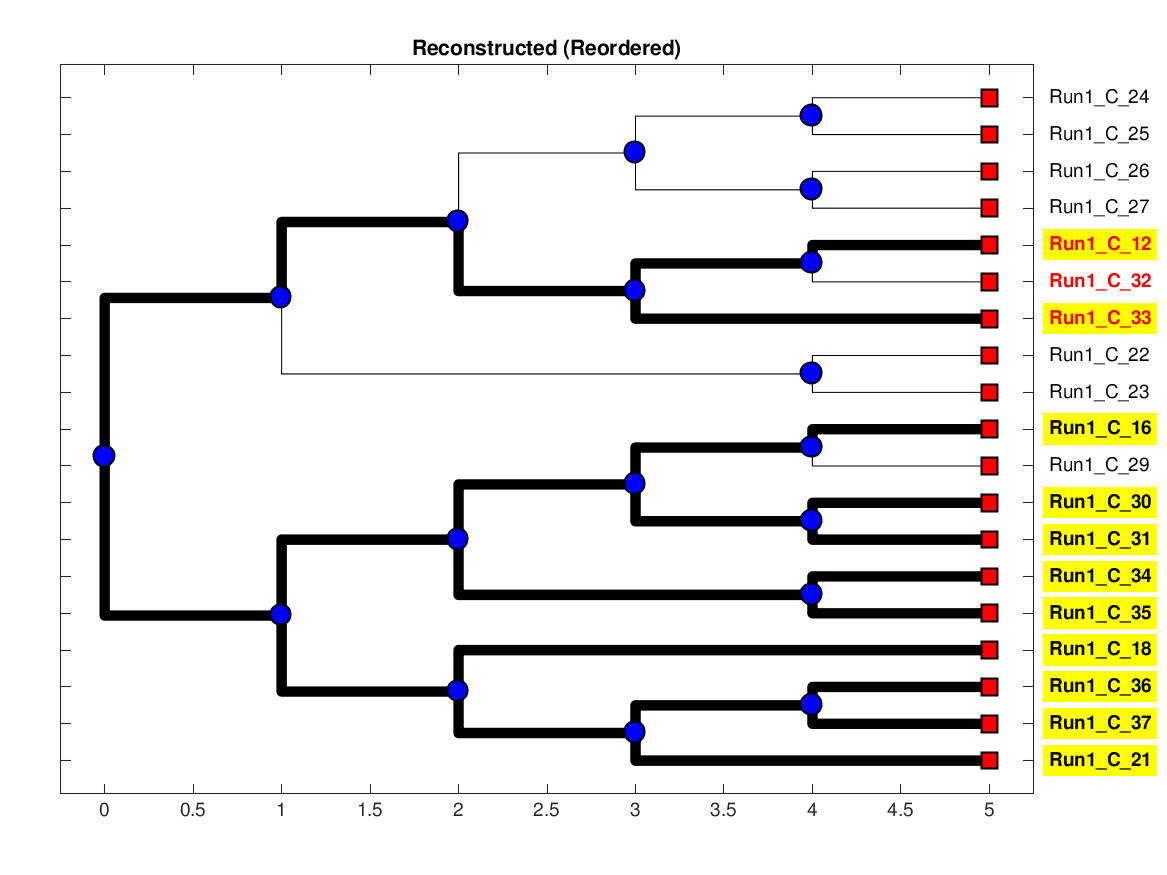 Reconstructed (Reordered)
Run1_C_24
Run1_C_25
Run1_C_26
Run1_C_27
Run1_C_12
Run1_C_32
Run1_C_33
Run1_C_22
Run1_C_23
Run1_C_16
Run1_C_29
Run1_C_30
Run1_C_31
Run1_C_34
Run1_C_35
Run1_C_18
Run1_C_36
Run1_C_37
Run1_C_21
0 0.5 1 1.5 2 2.5 3 3.5 4 4.5 5